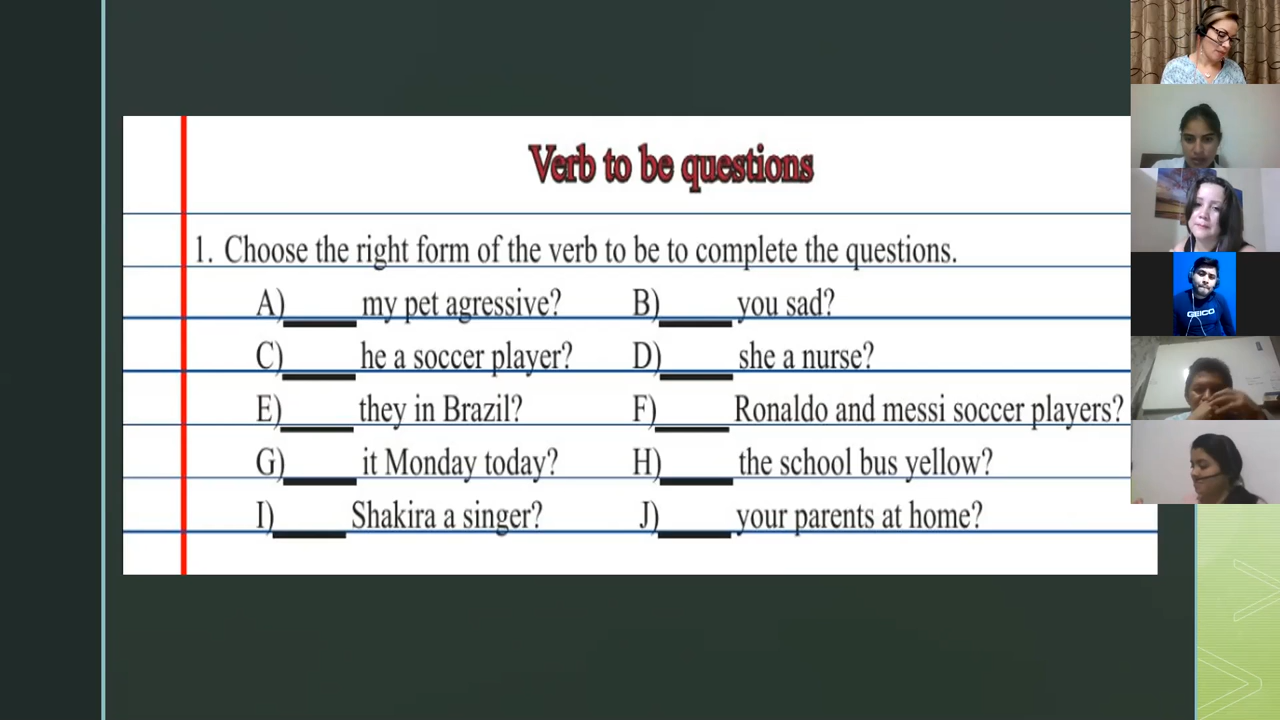 Verb to be questions
1. Choose the right form of the verb to be to complete the questions.
A)_____ my pet agressive? B)_____ you sad?
C)_____ he a soccer player? D)_____ she a nurse?
E)_____ they in Brazil? F)_____ Ronaldo and messi soccer players?
G)_____ it Monday today? H)_____ the school bus yellow?
I)_____ Shakira a singer? J)_____ your parents at home?
GEICO